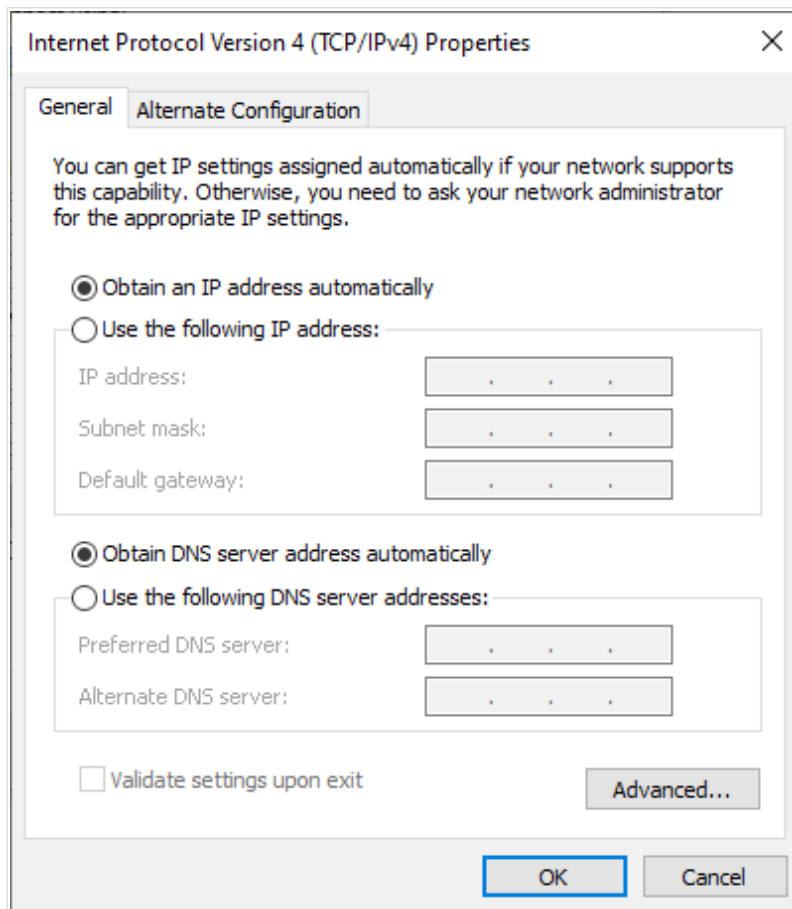 Internet Protocol Version 4 (TCP/IPv4) Properties
General
Alternate Configuration
You can get IP settings assigned automatically if your network supports
this capability. Otherwise, you need to ask your network administrator
for the appropriate IP settings.
Obtain an IP address automatically
Use the following IP address:
IP address: . . .
Subnet mask: . . .
Default gateway: . . .
Obtain DNS server address automatically
Use the following DNS server addresses:
Preferred DNS server: . . .
Alternate DNS server: . . .
Validate settings upon exit
Advanced...
OK
Cancel